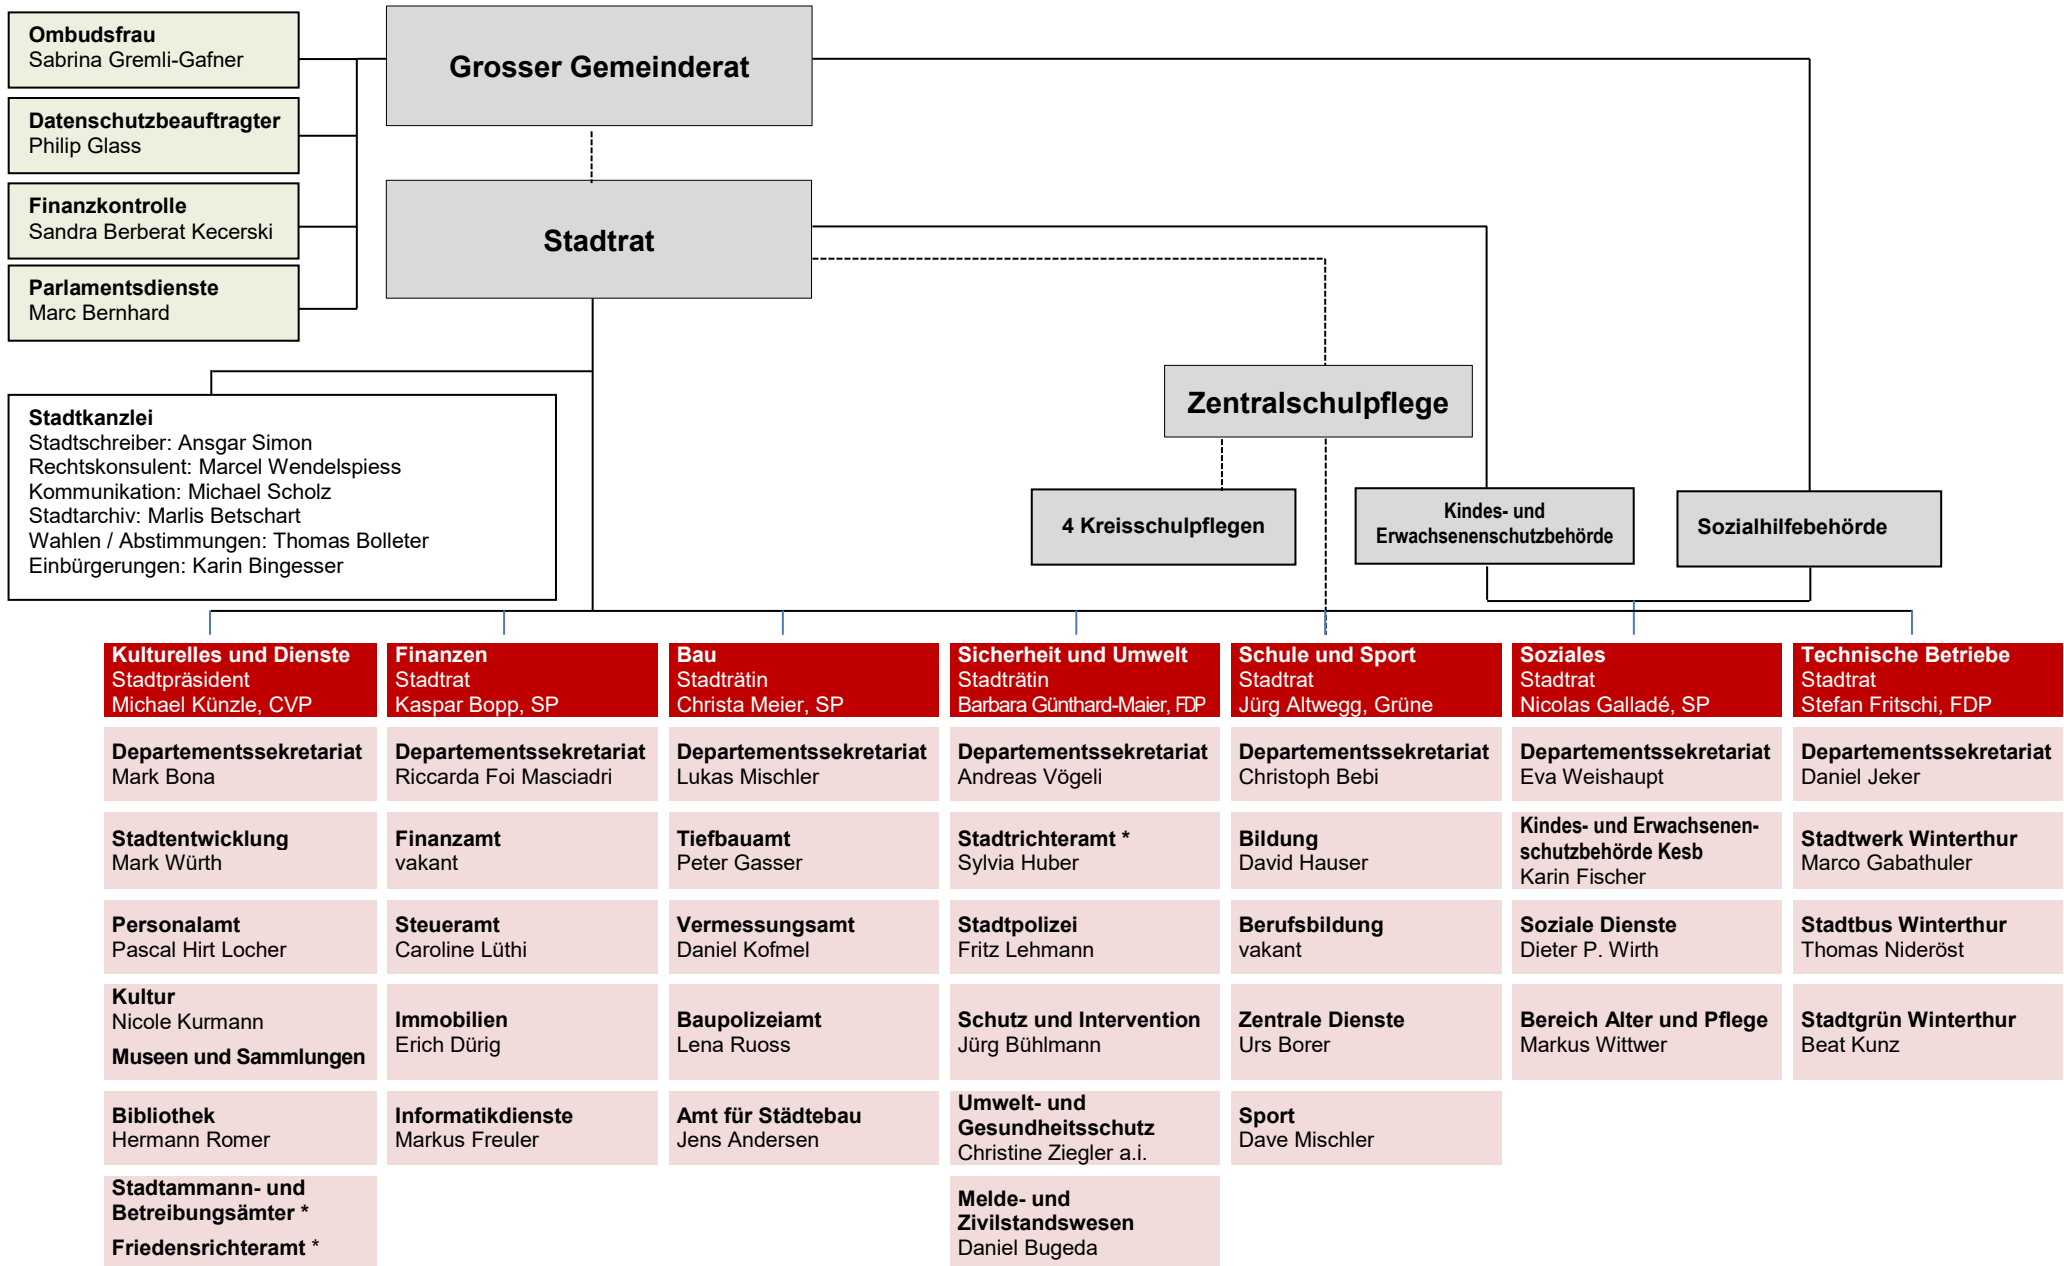 Ombudsfrau
Sabrina Gremli-Gafner
Datenschutzbeauftragter
Philip Glass
Finanzkontrolle
Sandra Berberat Kecerski
Parlamentsdienste
Marc Bernhard
Grosser Gemeinderat
Stadtrat
Stadtkanzlei
Stadtschreiber: Ansgar Simon
Rechtskonsulent: Marcel Wendelspiess
Kommunikation: Michael Scholz
Stadtarchiv: Marlis Betschart
Wahlen / Abstimmungen: Thomas Bolleter
Einbürgerungen: Karin Bingesser
Zentralschulpflege
4 Kreisschulpflegen
Kindes- und
Erwachsenenschutzbehörde
Sozialhilfebehörde
Kulturelles und Dienste
Stadtpräsident
Michael Künzle, CVP
Departementssekretariat
Mark Bona
Stadtentwicklung
Mark Würth
Personalamt
Pascal Hirt Locher
Kultur
Nicole Kurmann
Museen und Sammlungen
Bibliothek
Hermann Romer
Stadtammann- und
Betreibungsämter *
Friedensrichteramt *
Finanzen
Stadtrat
Kaspar Bopp, SP
Departementssekretariat
Riccarda Foi Masciadri
Finanzamt
vakant
Steueramt
Caroline Lüthi
Immobilien
Erich Dürig
Informatikdienste
Markus Freuler
Bau
Stadträtin
Christa Meier, SP
Departementssekretariat
Lukas Mischler
Tiefbauamt
Peter Gasser
Vermessungsamt
Daniel Kofmel
Baupolizeiamt
Lena Ruoss
Amt für Städtebau
Jens Andersen
Sicherheit und Umwelt
Stadträtin
Barbara Günthard-Maier, FDP
Departementssekretariat
Andreas Vögeli
Stadtrichteramt *
Sylvia Huber
Stadtpolizei
Fritz Lehmann
Schutz und Intervention
Jürg Bühlmann
Umwelt- und
Gesundheitsschutz
Christine Ziegler a.i.
Melde- und
Zivilstandswesen
Daniel Bugeda
Schule und Sport
Stadtrat
Jürg Altwegg, Grüne
Departementssekretariat
Christoph Bebi
Bildung
David Hauser
Berufsbildung
vakant
Zentrale Dienste
Urs Borer
Sport
Dave Mischler
Soziales
Stadtrat
Nicolas Galladé, SP
Departementssekretariat
Eva Weishaupt
Kindes- und Erwachsenen-
schutzbehörde Kesb
Karin Fischer
Soziale Dienste
Dieter P. Wirth
Bereich Alter und Pflege
Markus Wittwer
Technische Betriebe
Stadtrat
Stefan Fritschi, FDP
Departementssekretariat
Daniel Jeker
Stadtwerk Winterthur
Marco Gabathuler
Stadtbus Winterthur
Thomas Nideröst
Stadtgrün Winterthur
Beat Kunz